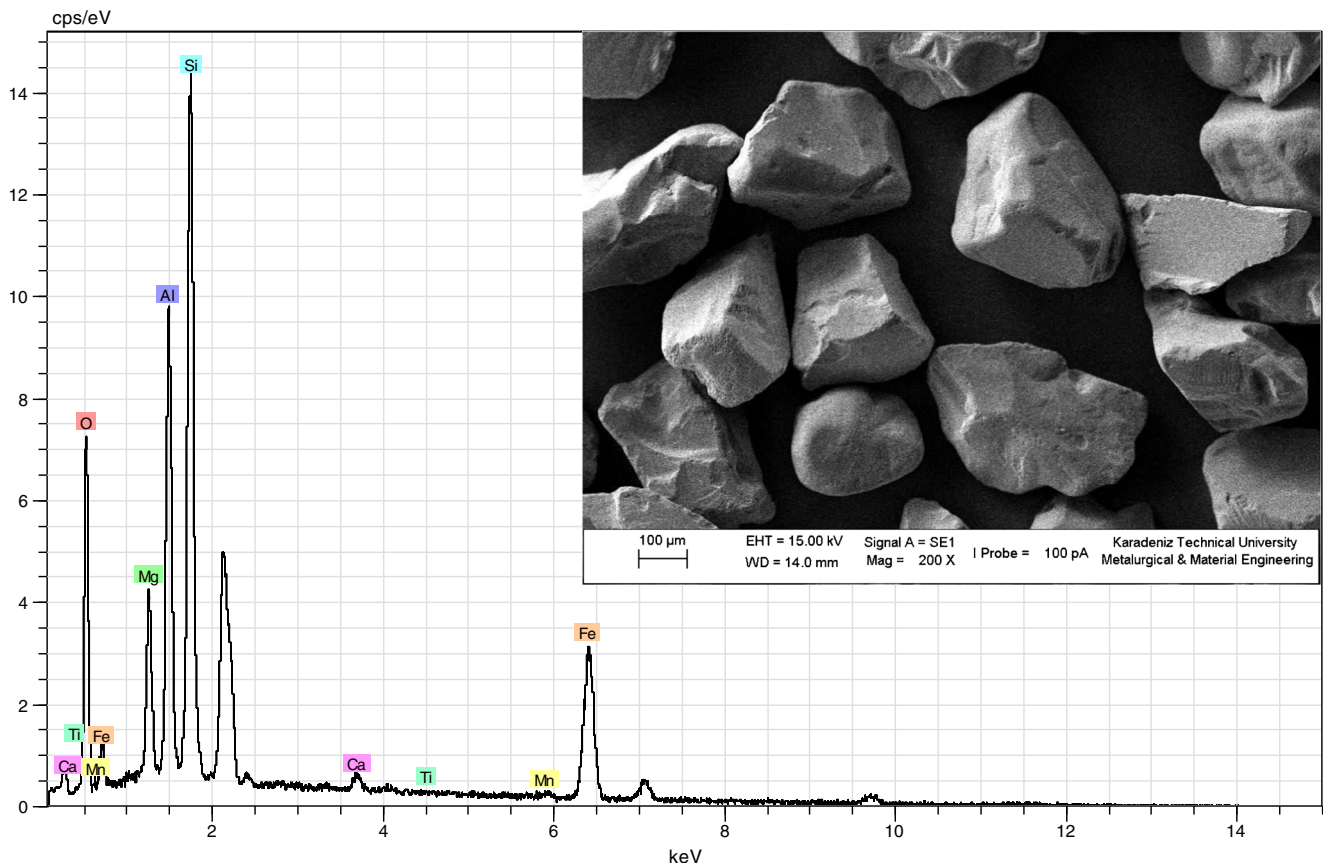 cps/eV
14
12
10
8
6
4
2
0
Si
Al
O
Mg
Ti
Fe
Ca
Mn
Ca
Ti
Mn
Fe
2
4
6
8
10
12
14
keV
100 µm
EHT = 15.00 kV
WD = 14.0 mm
Signal A = SE1
Mag = 200 X
I Probe = 100 pA
Karadeniz Technical University
Metalurgical & Material Engineering